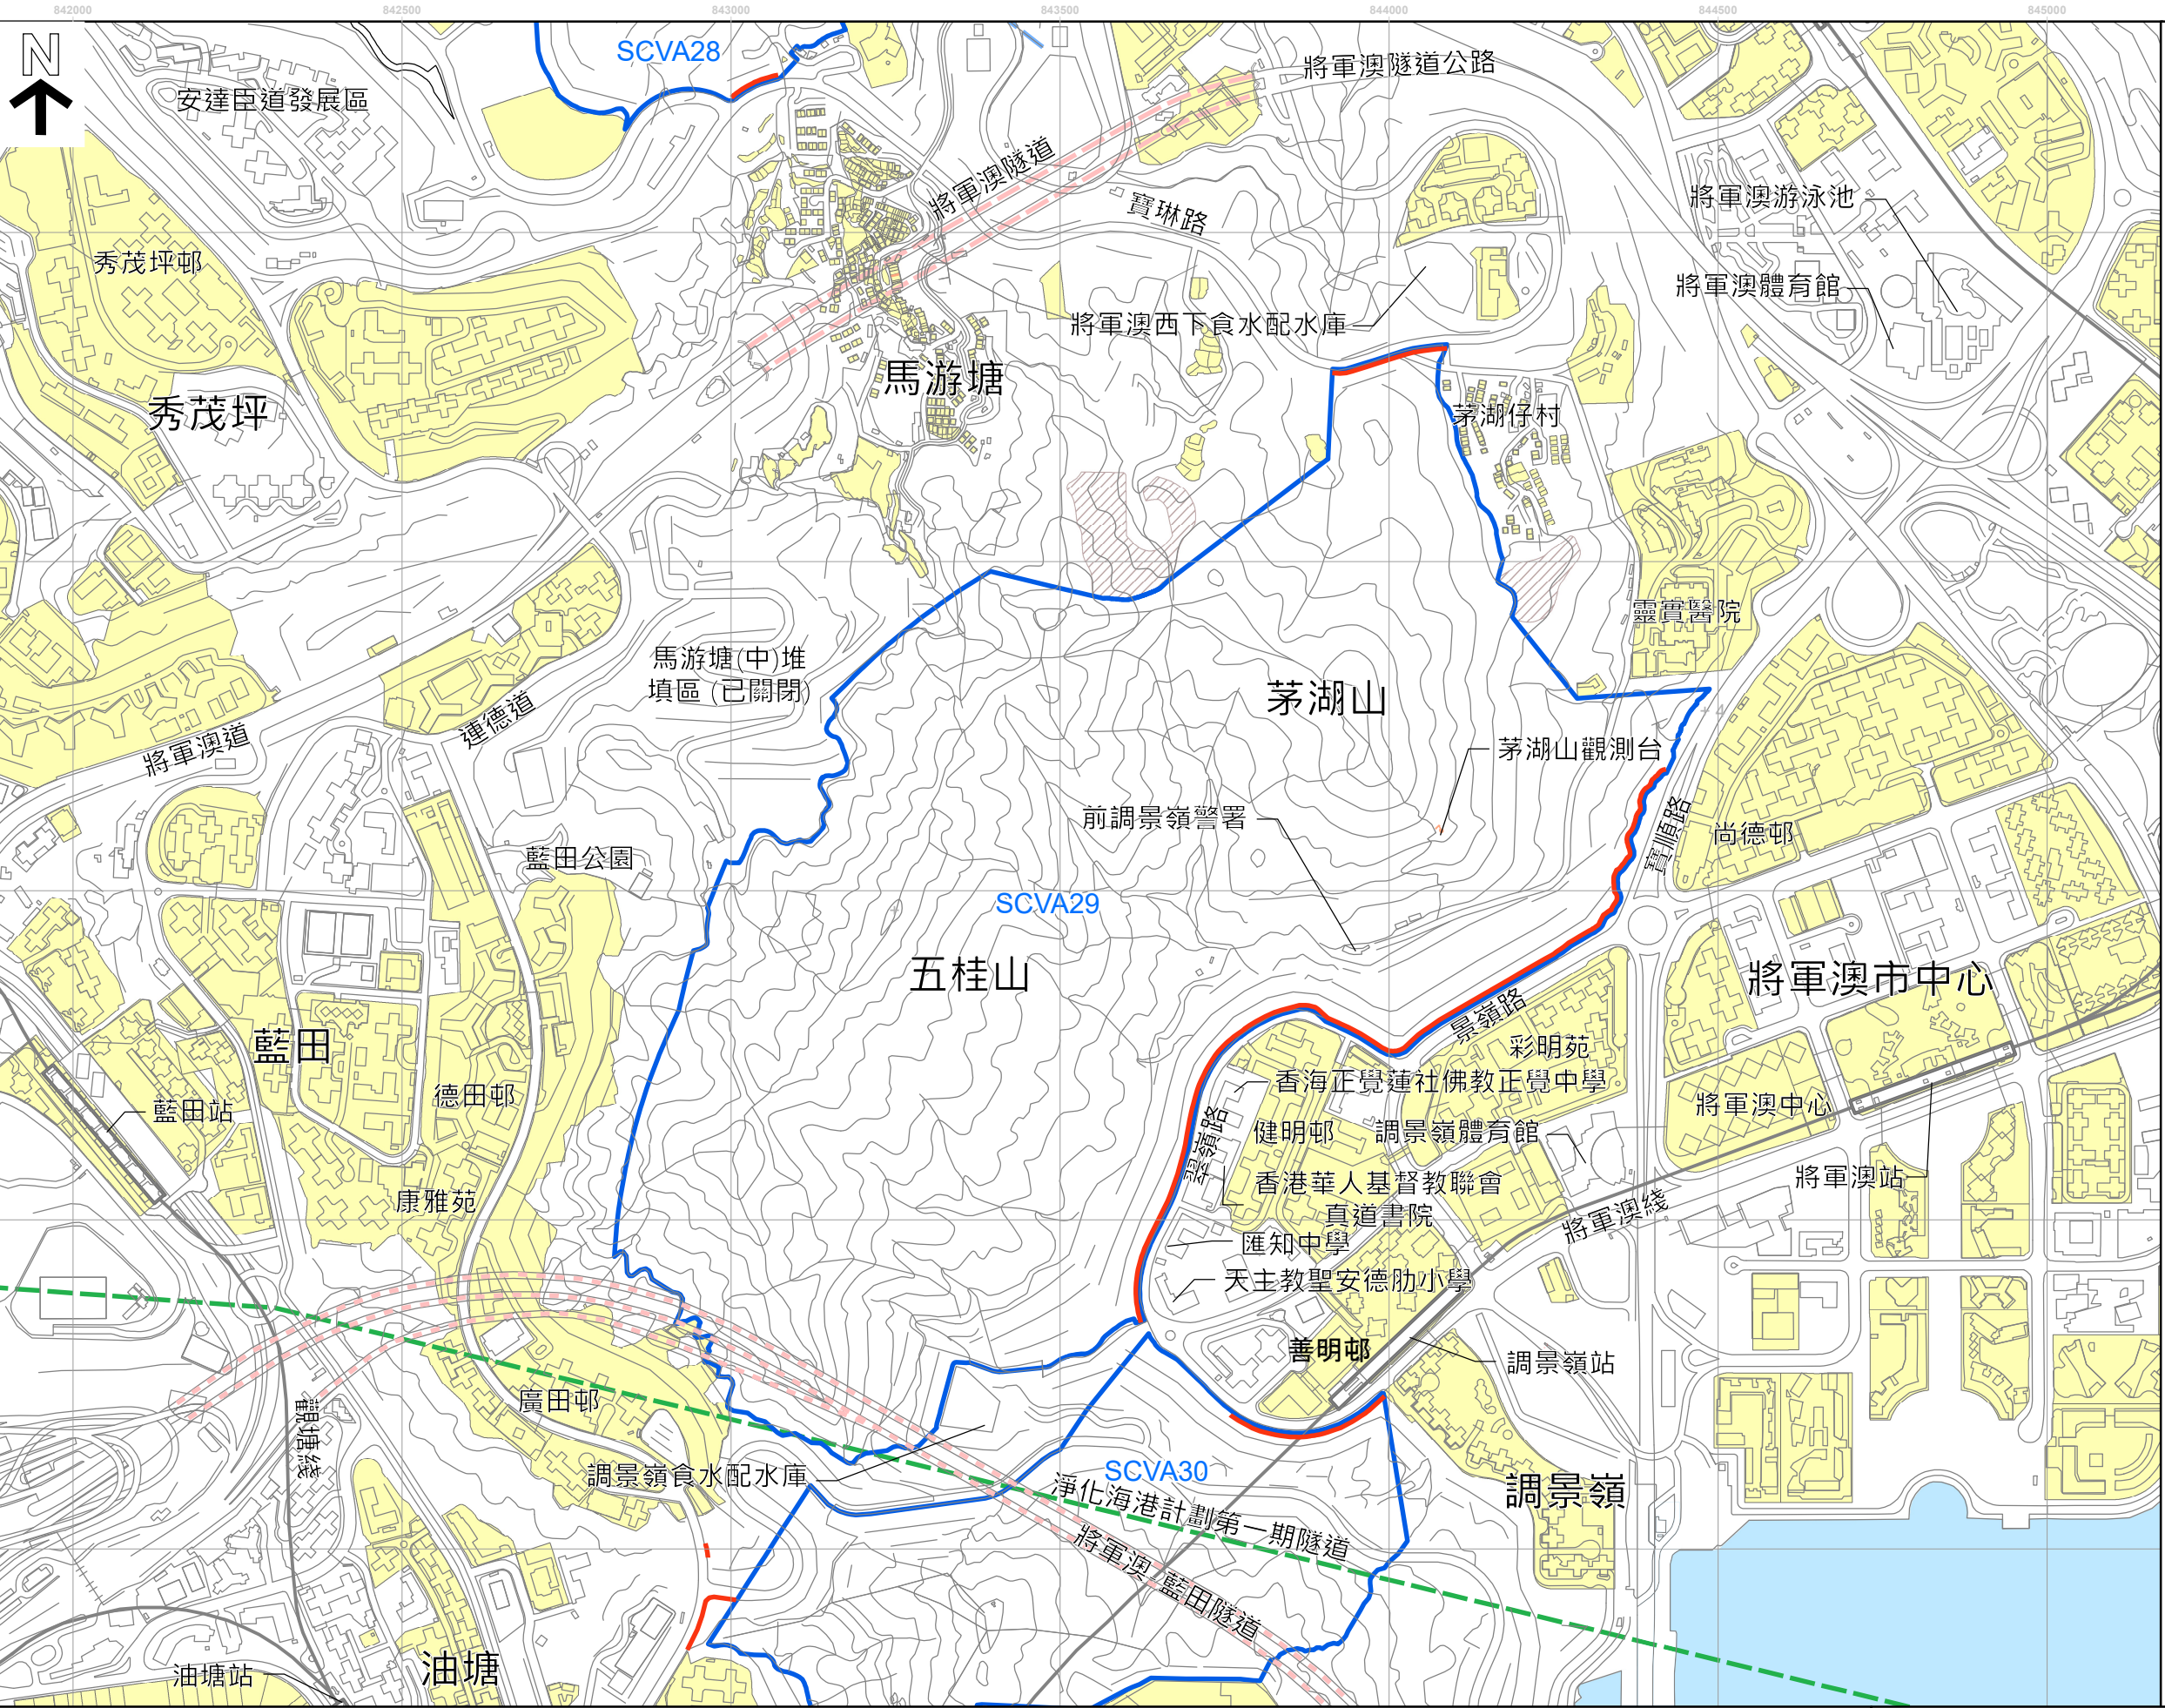 842000
842500
843000
843500
844000
844500
845000
N
SCVA28
將軍澳隧道公路
安達臣道發展區
將軍澳隧道
寶琳路
將軍澳游泳池
秀茂坪邨
將軍澳體育館
將軍澳西下食水配水庫
馬游塘
秀茂坪
茅湖仔村
靈實醫院
馬游塘(中)堆
填區 (已關閉)
茅湖山
連德道
將軍澳道
茅湖山觀測台
前調景嶺警署
寶順路
尚德邨
藍田公園
SCVA29
五桂山
將軍澳市中心
景嶺路
藍田
彩明苑
香海正覺蓮社佛教正覺中學
德田邨
藍田站
將軍澳中心
翠嶺路
健明邨
調景嶺體育館
將軍澳站
香港華人基督教聯會
真道書院
康雅苑
將軍澳綫
匯知中學
天主教聖安德肋小學
善明邨
調景嶺站
廣田邨
觀塘綫
調景嶺食水配水庫
SCVA30
調景嶺
淨化海港計劃第一期隧道
將軍澳-藍田隧道
油塘
油塘站